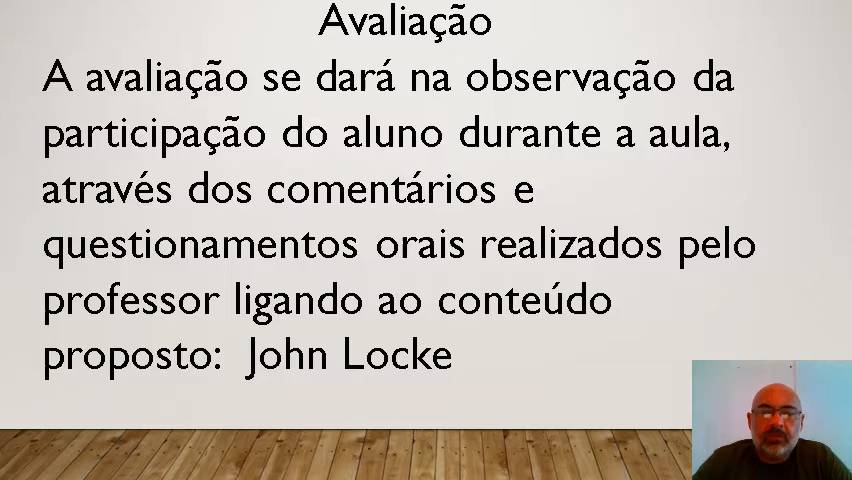 Avaliação
A avaliação se dará na observação da
participação do aluno durante a aula,
através dos comentários e
questionamentos orais realizados pelo
professor ligando ao conteúdo
proposto: John Locke